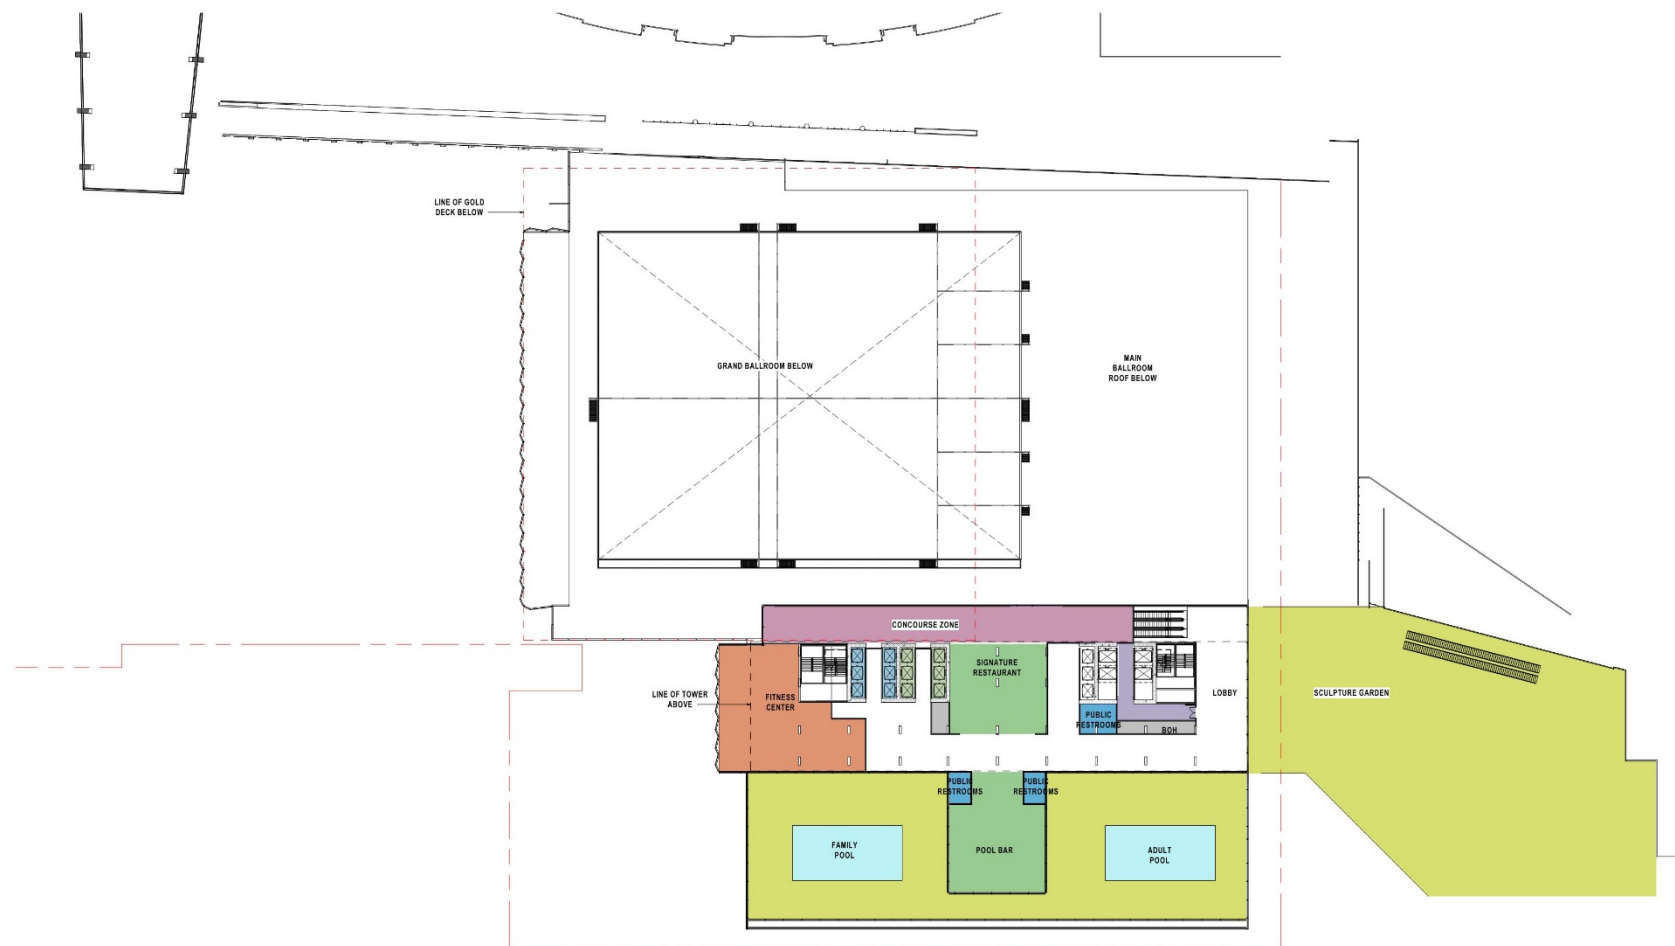 LINE OF GOLD
DECK BELOW
GRAND BALLROOM BELOW
MAIN
BALLROOM
ROOF BELOW
CONCOURSE ZONE
SIGNATURE
RESTAURANT
LINE OF TOWER
ABOVE
FITNESS
CENTER
LOBBY
SCULPTURE GARDEN
PUBLIC
RESTROOMS
BOH
PUBLIC
RESTROOMS
PUBLIC
RESTROOMS
FAMILY
POOL
POOL BAR
ADULT
POOL